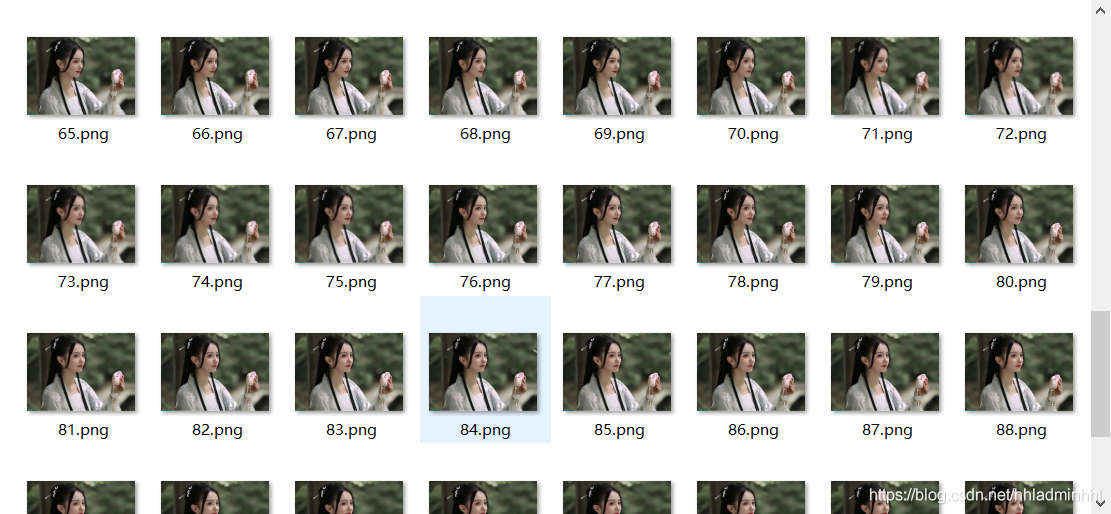 65.png 66.png 67.png 68.png 69.png 70.png 71.png 72.png
73.png 74.png 75.png 76.png 77.png 78.png 79.png 80.png
81.png 82.png 83.png 84.png 85.png 86.png 87.png 88.png
https://blog.csdn.net/hhladminhhl